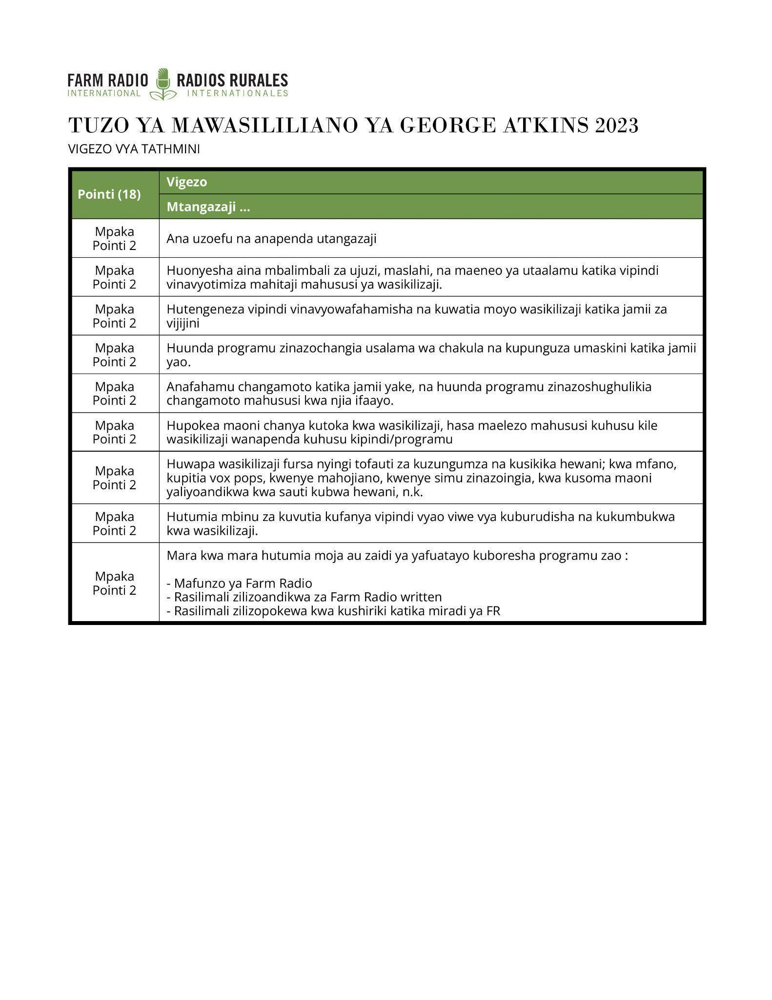 FARM RADIO RADIOS RURALES
INTERNATIONAL INTERNATIONALES
TUZO YA MAWASILILIANO YA GEORGE ATKINS 2023
VIGEZO VYA TATHMINI
Pointi (18)
Vigezo
Mtangazaji ...
Mpaka
Pointi 2
Ana uzoefu na anapenda utangazaji
Mpaka
Pointi 2
Huonyesha aina mbalimbali za ujuzi, maslahi, na maeneo ya utaalamu katika vipindi
vinavyotimiza mahitaji mahususi ya wasikilizaji.
Mpaka
Pointi 2
Hutengeneza vipindi vinavyowafahamisha na kuwatia moyo wasikilizaji katika jamii za
vijijini
Mpaka
Pointi 2
Huunda programu zinazochangia usalama wa chakula na kupunguza umaskini katika jamii
yao.
Mpaka
Pointi 2
Anafahamu changamoto katika jamii yake, na huunda programu zinazoshughulikia
changamoto mahususi kwa njia ifaayo.
Mpaka
Pointi 2
Hupokea maoni chanya kutoka kwa wasikilizaji, hasa maelezo mahususi kuhusu kile
wasikilizaji wanapenda kuhusu kipindi/programu
Mpaka
Pointi 2
Huwapa wasikilizaji fursa nyingi tofauti za kuzungumza na kusikika hewani; kwa mfano,
kupitia vox pops, kwenye mahojiano, kwenye simu zinazoingia, kwa kusoma maoni
yaliyoandikwa kwa sauti kubwa hewani, n.k.
Mpaka
Pointi 2
Hutumia mbinu za kuvutia kufanya vipindi vyao viwe vya kuburudisha na kukumbukwa
kwa wasikilizaji.
Mpaka
Pointi 2
Mara kwa mara hutumia moja au zaidi ya yafuatayo kuboresha programu zao :
- Mafunzo ya Farm Radio
- Rasilimali zilizoandikwa za Farm Radio written
- Rasilimali zilizopokewa kwa kushiriki katika miradi ya FR